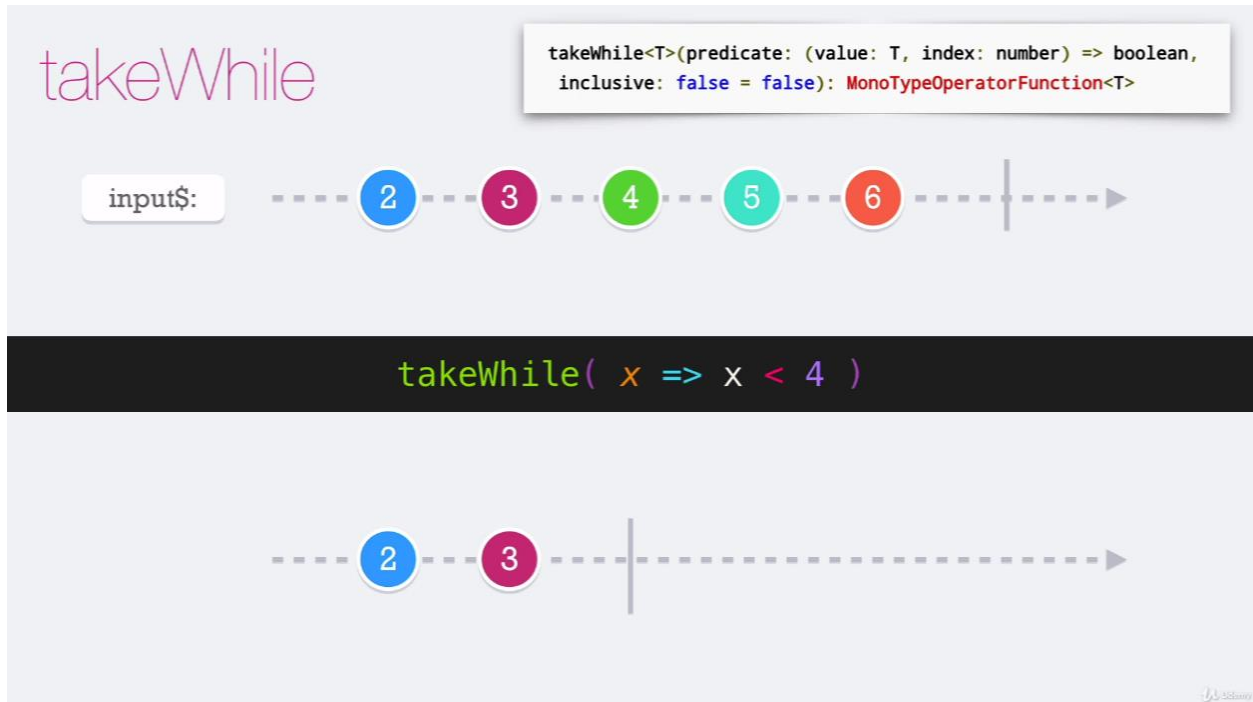 takeWhile
takeWhile<T>(predicate: (value: T, index: number) => boolean,
inclusive: false = false): MonoTypeOperatorFunction<T>
input$:
2 3 4 5 6
takeWhile( x => x < 4 )
2 3
Udemy